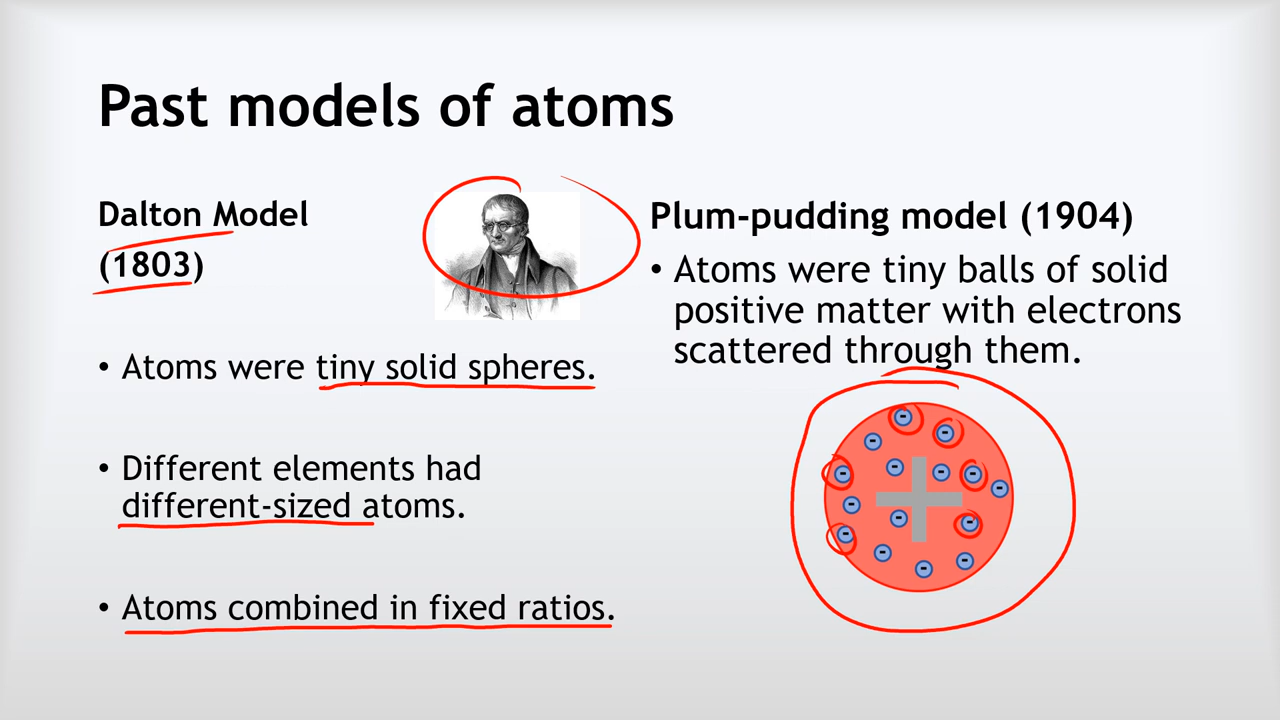 Past models of atoms
Dalton Model
(1803)
• Atoms were tiny solid spheres.
• Different elements had
different-sized atoms.
• Atoms combined in fixed ratios.
Plum-pudding model (1904)
• Atoms were tiny balls of solid
positive matter with electrons
scattered through them.